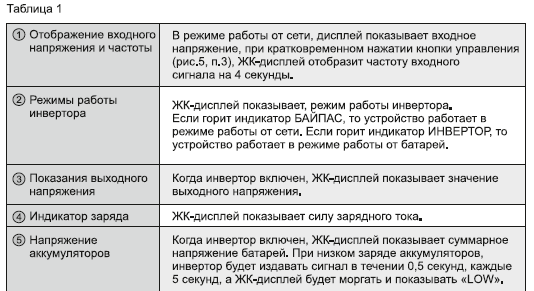 Таблица 1
① Отображение входного
напряжения и частоты
В режиме работы от сети, дисплей показывает входное
напряжение, при кратковременном нажатии кнопки управления
(рис.5, п.3), ЖК-дисплей отобразит частоту входного
сигнала на 4 секунды.
② Режимы работы
инвертора
ЖК-дисплей показывает, режим работы инвертора.
Если горит индикатор БАЙПАС, то устройство работает в
режиме работы от сети. Если горит индикатор ИНВЕРТОР, то
устройство работает в режиме работы от батарей.
③ Показания выходного
напряжения
Когда инвертор включен, ЖК-дисплей показывает значение
выходного напряжения.
④ Индикатор заряда
ЖК-дисплей показывает силу зарядного тока.
⑤ Напряжение
аккумуляторов
Когда инвертор включен, ЖК-дисплей показывает суммарное
напряжение батарей. При низком заряде аккумуляторов,
инвертор будет издавать сигнал в течении 0,5 секунд, каждые
5 секунд, а ЖК-дисплей будет моргать и показывать «LOW».